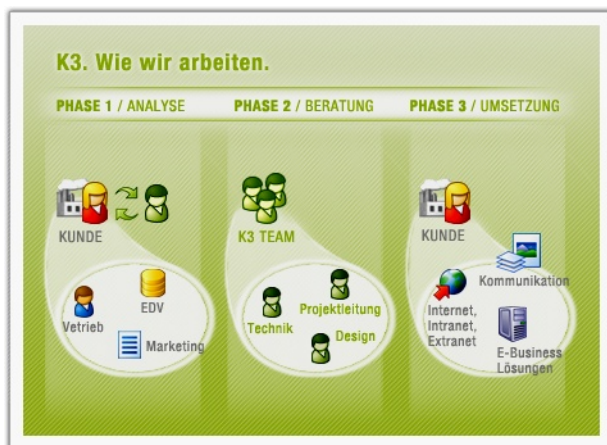 K3. Wie wir arbeiten.
PHASE 1 / ANALYSE
PHASE 2 / BERATUNG
PHASE 3 / UMSETZUNG
KUNDE
EDV
Vetrieb
Marketing
K3 TEAM
Projektleitung
Technik
Design
KUNDE
Kommunikation
Internet,
Intranet,
Extranet
E-Business
Lösungen